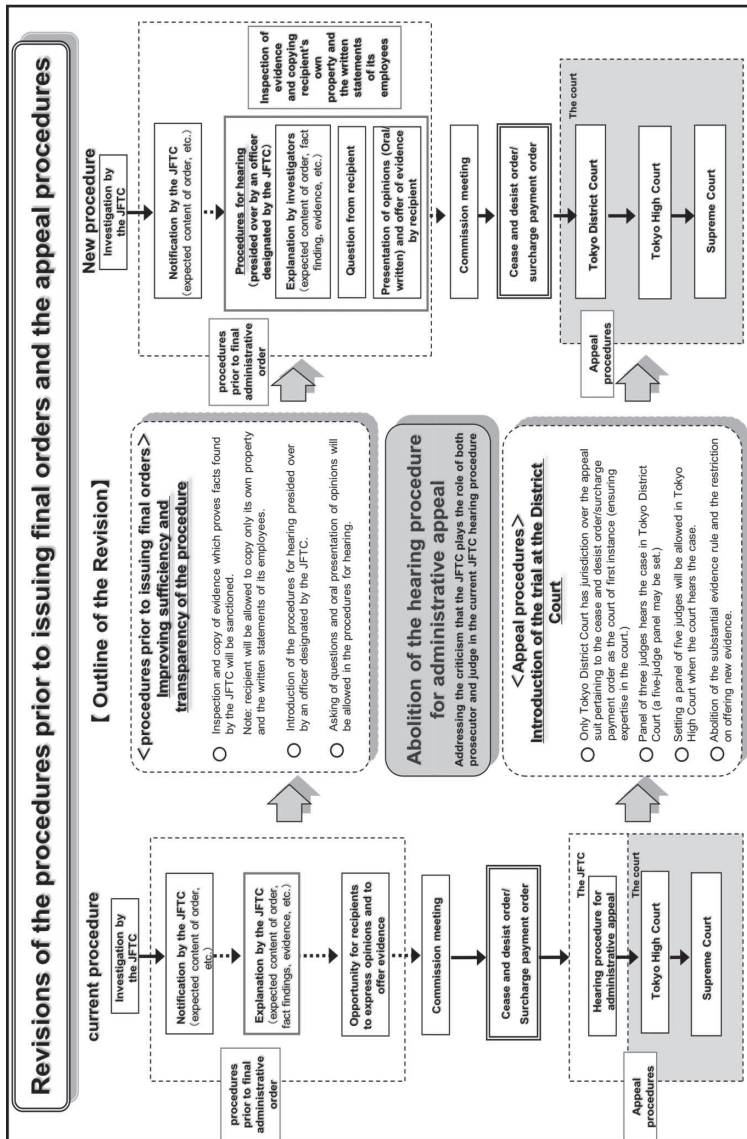 Revisions of the procedures prior to issuing final orders and the appeal procedures
current procedure
Investigation by
the JFTC
procedures
prior to final
administrative
order
Notification by the JFTC
(expected content of order,
etc.)
Explanation by the JFTC
(expected content of order,
fact findings, evidence, etc.)
Opportunity for recipients
to express opinions and to
offer evidence
Commission meeting
Cease and desist order/
Surcharge payment order
Appeal
procedures
The JFTC
Hearing procedure for
administrative appeal
The court
Tokyo High Court
Supreme Court
【 Outline of the Revision】
<procedures prior to issuing final orders>
Improving sufficiency and
transparency of the procedure
○ Inspection and copy of evidence which proves facts found
by the JFTC will be sanctioned.
Note: recipient will be allowed to copy only its own property
and the written statements of its employees.
○ Introduction of the procedures for hearing presided over
by an officer designated by the JFTC.
○ Asking of questions and oral presentation of opinions will
be allowed in the procedures for hearing.
Abolition of the hearing procedure
for administrative appeal
Addressing the criticism that the JFTC plays the role of both
prosecutor and judge in the current JFTC hearing procedure
<Appeal procedures>
Introduction of the trial at the District
Court
○ Only Tokyo District Court has jurisdiction over the appeal
suit pertaining to the cease and desist order/surcharge
payment order as the court of first instance (ensuring
expertise in the court.)
○ Panel of three judges hears the case in Tokyo District
Court (a five-judge panel may be set.)
○ Setting a panel of five judges will be allowed in Tokyo
High Court when the court hears the case.
○ Abolition of the substantial evidence rule and the restriction
on offering new evidence.
New procedure
Investigation by
the JFTC
procedures
prior to final
administrative
order
Notification by the JFTC
(expected content of order, etc.)
Procedures for hearing
(presided over by an officer
designated by the JFTC)
Explanation by investigators
(expected content of order, fact
finding, evidence, etc.)
Question from recipient
Presentation of opinions (Oral/
written) and offer of evidence
by recipient
Inspection of
evidence
and copying
recipient's
own
property and
the written
statements
of its
employees
Commission meeting
Cease and desist order/
surcharge payment order
Appeal
procedures
The court
Tokyo District Court
Tokyo High Court
Supreme Court